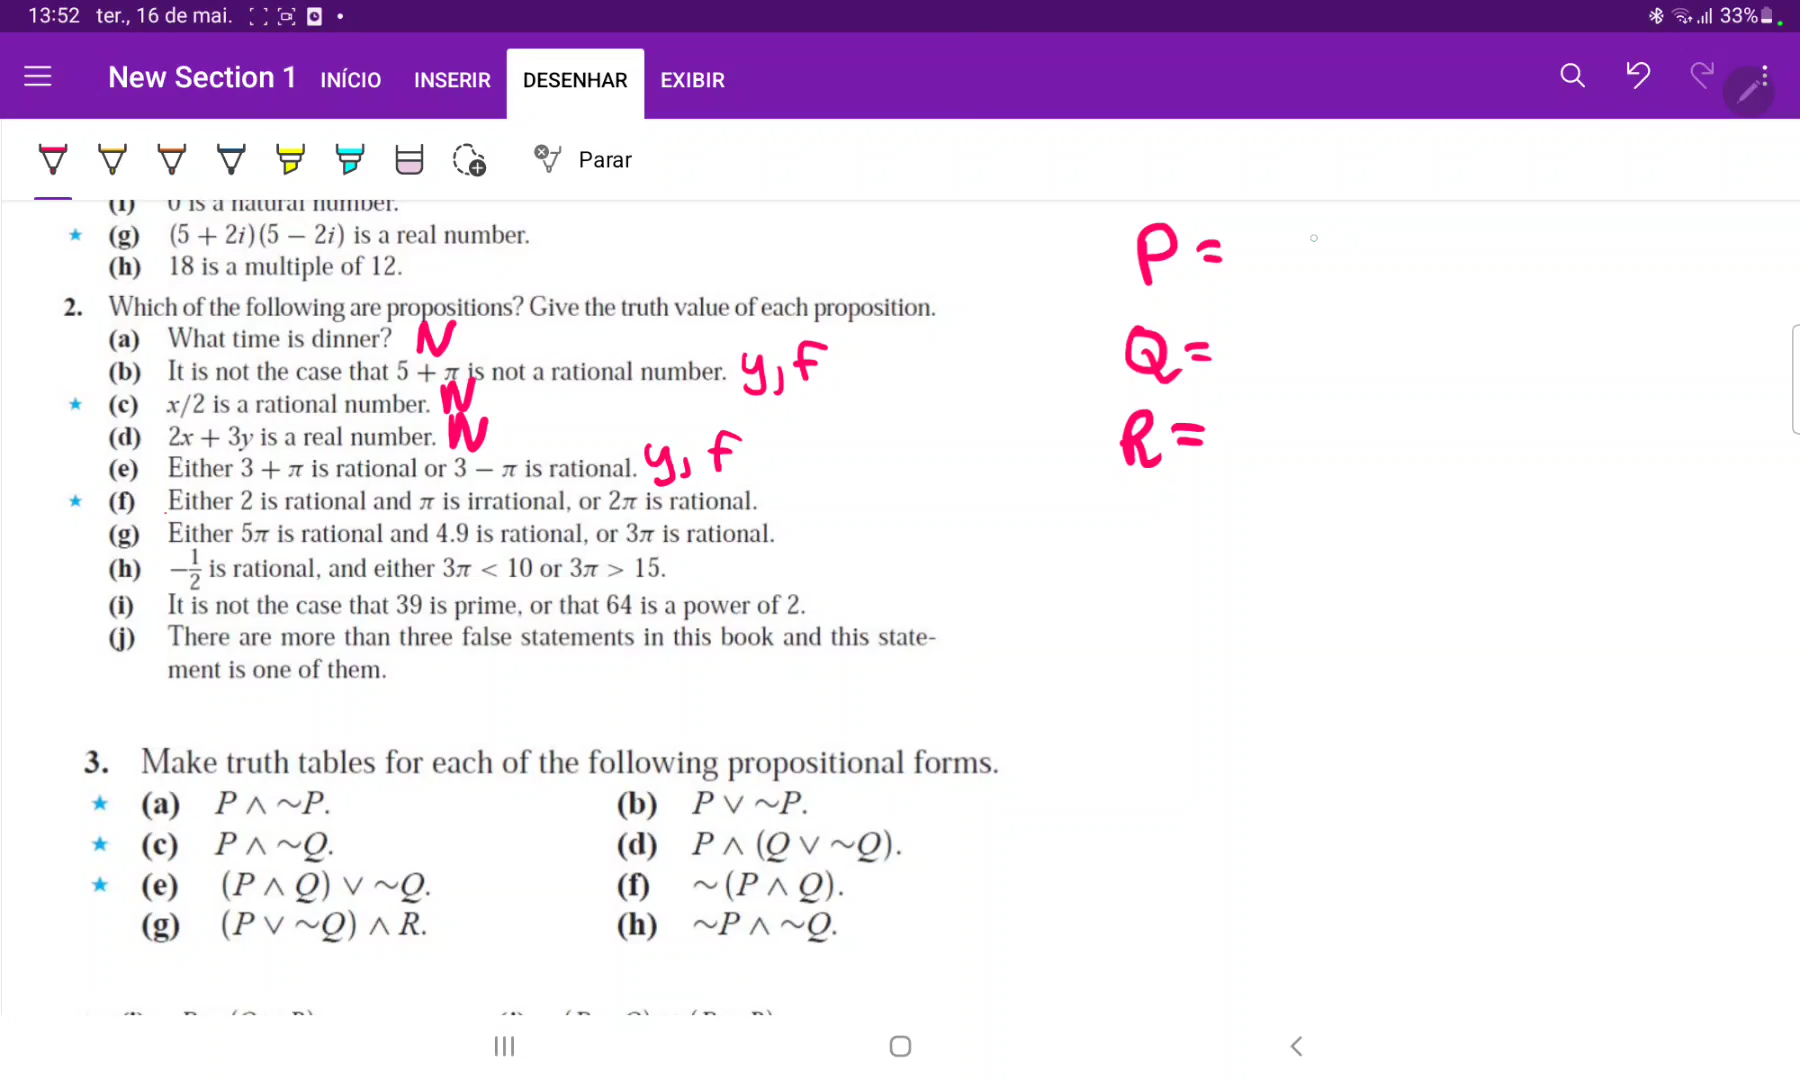 13:52 ter., 16 de mai. 33%
New Section 1 INÍCIO INSERIR DESENHAR EXIBIR
Parar
0 is a natural number.
★ (g) (5 + 2i)(5 − 2i) is a real number.
(h) 18 is a multiple of 12.
2. Which of the following are propositions? Give the truth value of each proposition.
(a) What time is dinner? N
(b) It is not the case that 5 + π is not a rational number. y, F
★ (c) x/2 is a rational number. N
(d) 2x + 3y is a real number. N
(e) Either 3 + π is rational or 3 − π is rational. y, F
★ (f) Either 2 is rational and π is irrational, or 2π is rational.
(g) Either 5π is rational and 4.9 is rational, or 3π is rational.
(h) −1/2 is rational, and either 3π < 10 or 3π > 15.
(i) It is not the case that 39 is prime, or that 64 is a power of 2.
(j) There are more than three false statements in this book and this state-
ment is one of them.
P =
Q =
R =
3. Make truth tables for each of the following propositional forms.
★ (a) P ∧ ~P. (b) P ∨ ~P.
★ (c) P ∧ ~Q. (d) P ∧ (Q ∨ ~Q).
★ (e) (P ∧ Q) ∨ ~Q. (f) ~(P ∧ Q).
(g) (P ∨ ~Q) ∧ R. (h) ~P ∧ ~Q.